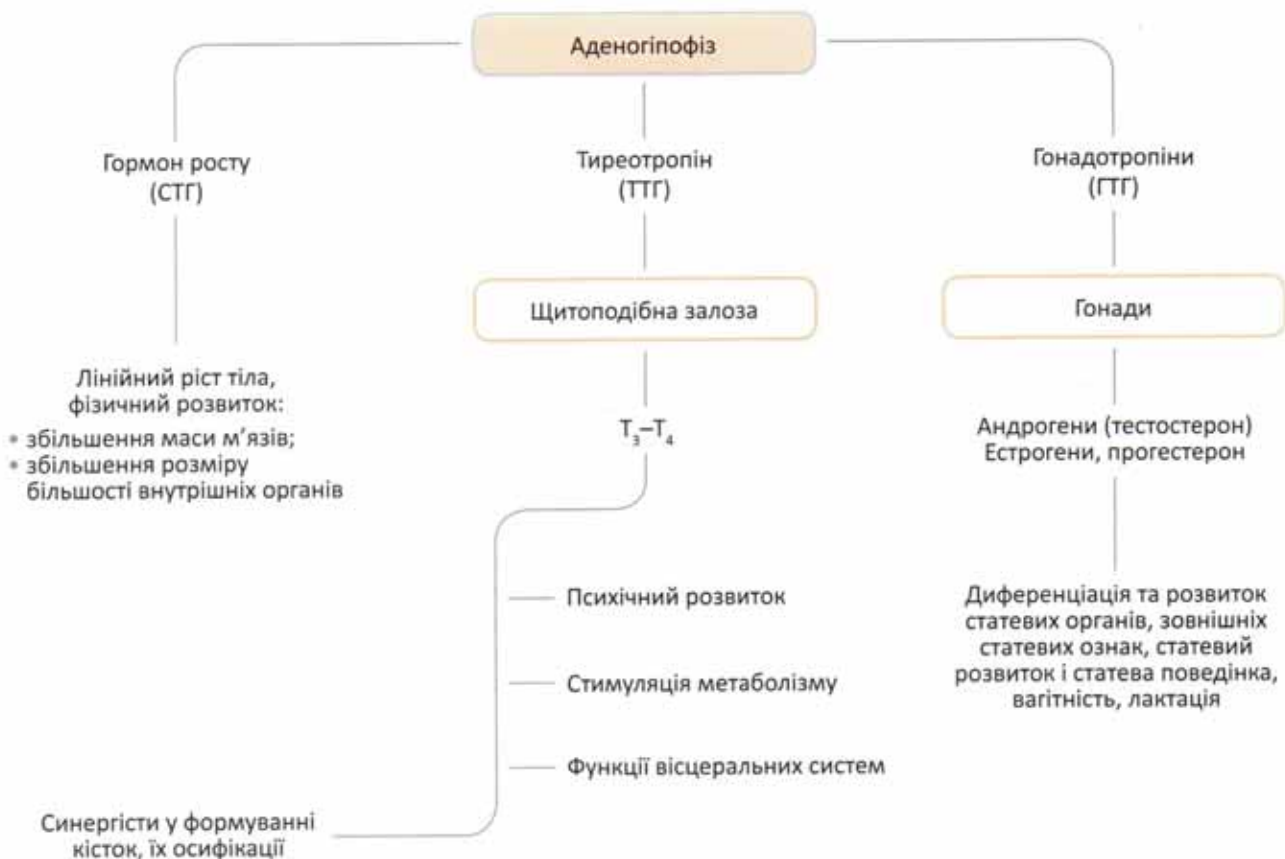 Аденогіпофіз
Гормон росту
(СТГ)
Тиреотропін
(ТТГ)
Гонадотропіни
(ГТГ)
Щитоподібна залоза
Гонади
Лінійний ріст тіла,
фізичний розвиток:
• збільшення маси м’язів;
• збільшення розміру
більшості внутрішніх органів
T₃–T₄
Андрогени (тестостерон)
Естрогени, прогестерон
Психічний розвиток
Стимуляція метаболізму
Функції вісцеральних систем
Диференціація та розвиток
статевих органів, зовнішніх
статевих ознак, статевий
розвиток і статева поведінка,
вагітність, лактація
Синергісти у формуванні
кісток, їх осифікації